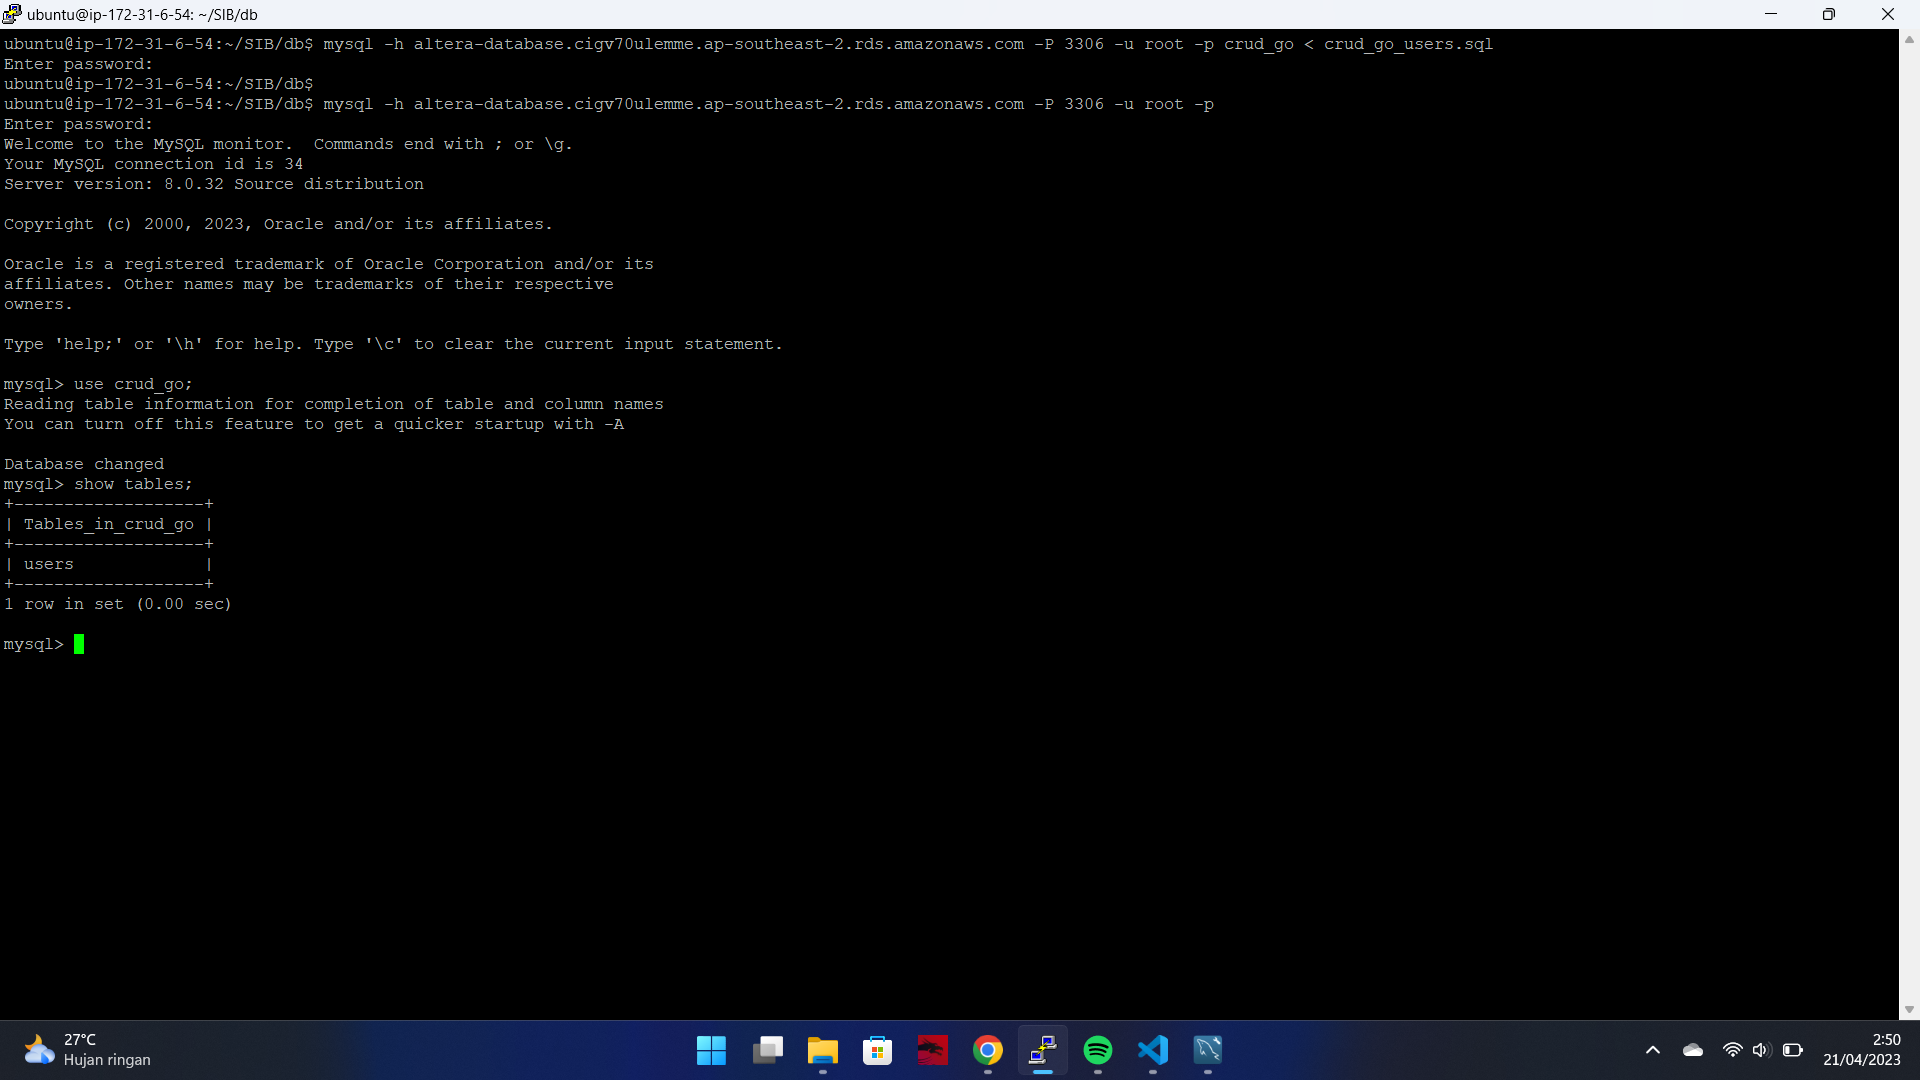 ubuntu@ip-172-31-6-54: ~/SIB/db
ubuntu@ip-172-31-6-54:~/SIB/db$ mysql -h altera-database.cigv70ulemme.ap-southeast-2.rds.amazonaws.com -P 3306 -u root -p crud_go < crud_go_users.sql
Enter password:
ubuntu@ip-172-31-6-54:~/SIB/db$
ubuntu@ip-172-31-6-54:~/SIB/db$ mysql -h altera-database.cigv70ulemme.ap-southeast-2.rds.amazonaws.com -P 3306 -u root -p
Enter password:
Welcome to the MySQL monitor.  Commands end with ; or \g.
Your MySQL connection id is 34
Server version: 8.0.32 Source distribution
Copyright (c) 2000, 2023, Oracle and/or its affiliates.
Oracle is a registered trademark of Oracle Corporation and/or its
affiliates. Other names may be trademarks of their respective
owners.
Type 'help;' or '\h' for help. Type '\c' to clear the current input statement.
mysql> use crud_go;
Reading table information for completion of table and column names
You can turn off this feature to get a quicker startup with -A
Database changed
mysql> show tables;
+-------------------+
| Tables_in_crud_go |
+-------------------+
| users             |
+-------------------+
1 row in set (0.00 sec)
mysql>
27°C
Hujan ringan
2:50
21/04/2023